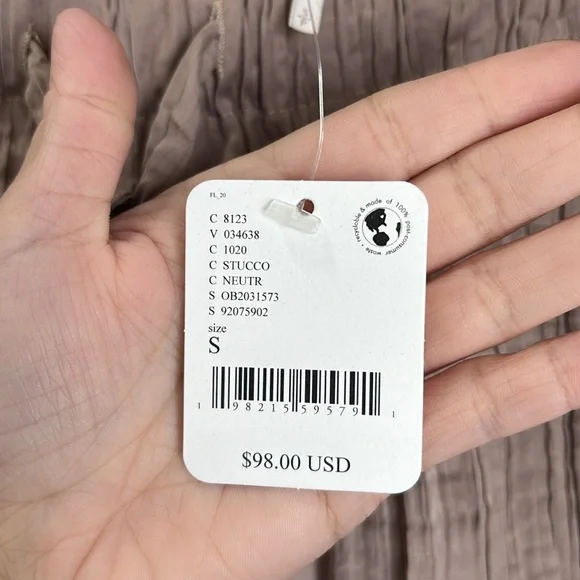 FL_20
C 8123
V 034638
C 1020
C STUCCO
C NEUTR
S OB2031573
S 92075902
size
S
recyclable & made of 100% post-consumer waste
1 98215 59579 1
$98.00 USD